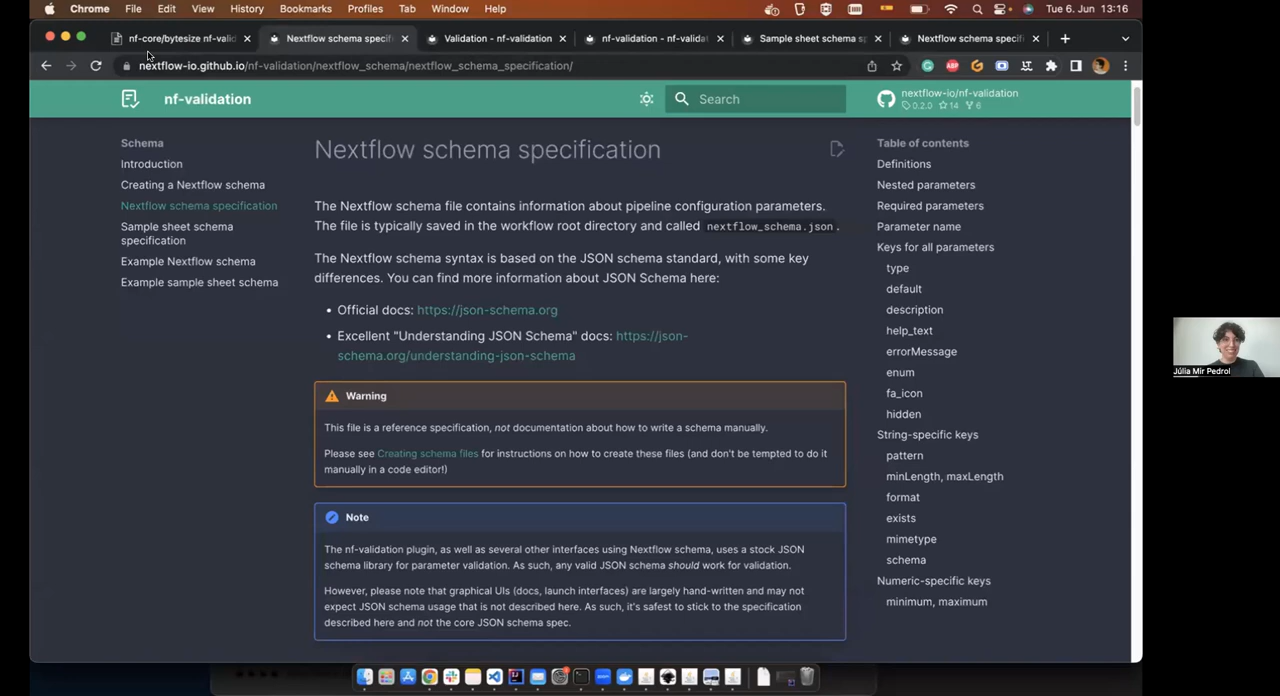 Chrome File Edit View History Bookmarks Profiles Tab Window Help Tue 6. Jun 13:16
nf-core/bytesize nf-vali Nextflow schema specif Validation - nf-validation nf-validation - nf-validat Sample sheet schema s Nextflow schema speci
nextflow-io.github.io/nf-validation/nextflow_schema/nextflow_schema_specification/
nf-validation Search nextflow-io/nf-validation
0.2.0 14 6
Schema
Introduction
Creating a Nextflow schema
Nextflow schema specification
Sample sheet schema
specification
Example Nextflow schema
Example sample sheet schema
Nextflow schema specification
The Nextflow schema file contains information about pipeline configuration parameters.
The file is typically saved in the workflow root directory and called nextflow_schema.json.
The Nextflow schema syntax is based on the JSON schema standard, with some key
differences. You can find more information about JSON Schema here:
• Official docs: https://json-schema.org
• Excellent "Understanding JSON Schema" docs: https://json-
schema.org/understanding-json-schema
Warning
This file is a reference specification, not documentation about how to write a schema manually.
Please see Creating schema files for instructions on how to create these files (and don't be tempted to do it
manually in a code editor!)
Note
The nf-validation plugin, as well as several other interfaces using Nextflow schema, uses a stock JSON
schema library for parameter validation. As such, any valid JSON schema should work for validation.
However, please note that graphical UIs (docs, launch interfaces) are largely hand-written and may not
expect JSON schema usage that is not described here. As such, it's safest to stick to the specification
described here and not the core JSON schema spec.
Table of contents
Definitions
Nested parameters
Required parameters
Parameter name
Keys for all parameters
type
default
description
help_text
errorMessage
enum
fa_icon
hidden
String-specific keys
pattern
minLength, maxLength
format
exists
mimetype
schema
Numeric-specific keys
minimum, maximum
Júlia Mir Pedrol